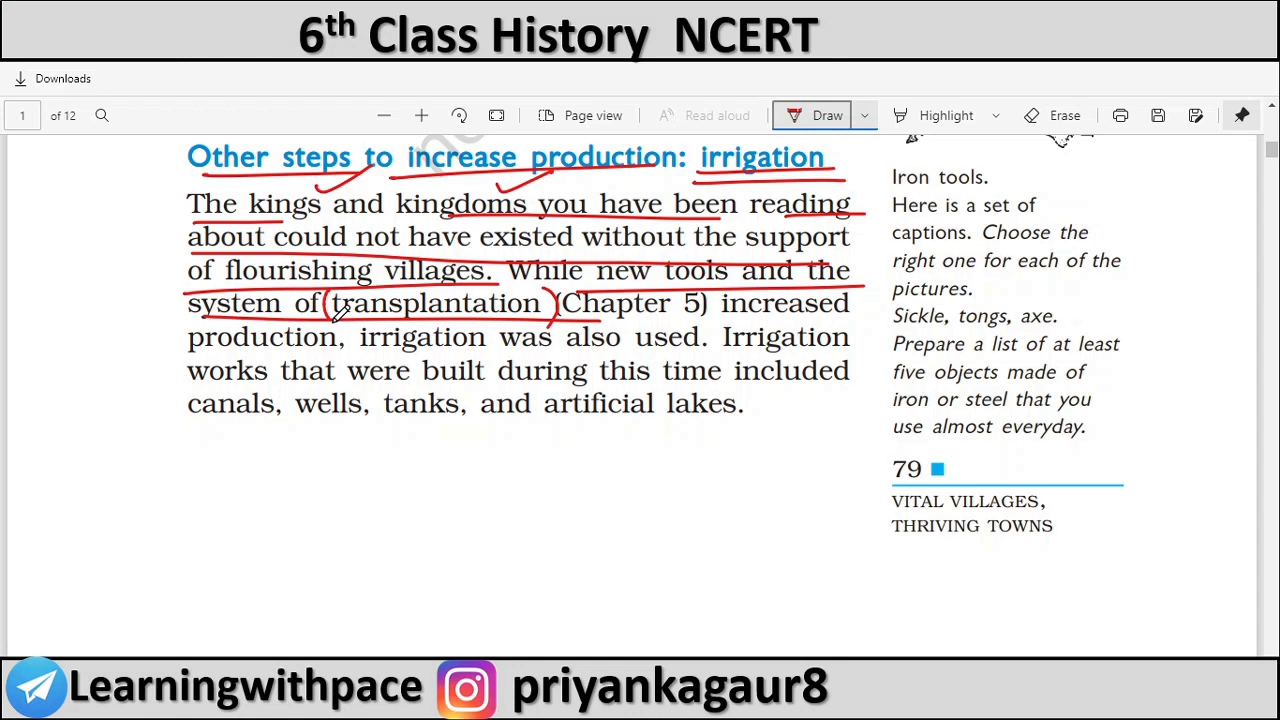 6th Class History NCERT
Downloads
1 of 12
Page view
Read aloud
Draw
Highlight
Erase
Other steps to increase production: irrigation
The kings and kingdoms you have been reading
about could not have existed without the support
of flourishing villages. While new tools and the
system of transplantation (Chapter 5) increased
production, irrigation was also used. Irrigation
works that were built during this time included
canals, wells, tanks, and artificial lakes.
Iron tools.
Here is a set of
captions. Choose the
right one for each of the
pictures.
Sickle, tongs, axe.
Prepare a list of at least
five objects made of
iron or steel that you
use almost everyday.
79
VITAL VILLAGES,
THRIVING TOWNS
Learningwithpace
priyankagaur8